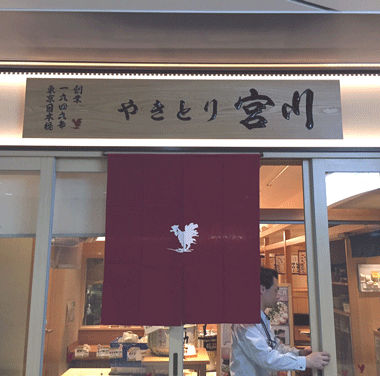 やきとり宮川
創業
一九四九年
東京日本橋